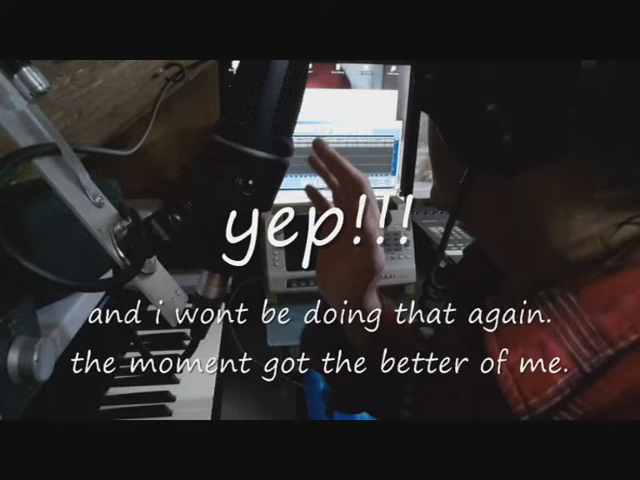 yep!!!
and i wont be doing that again.
the moment got the better of me.